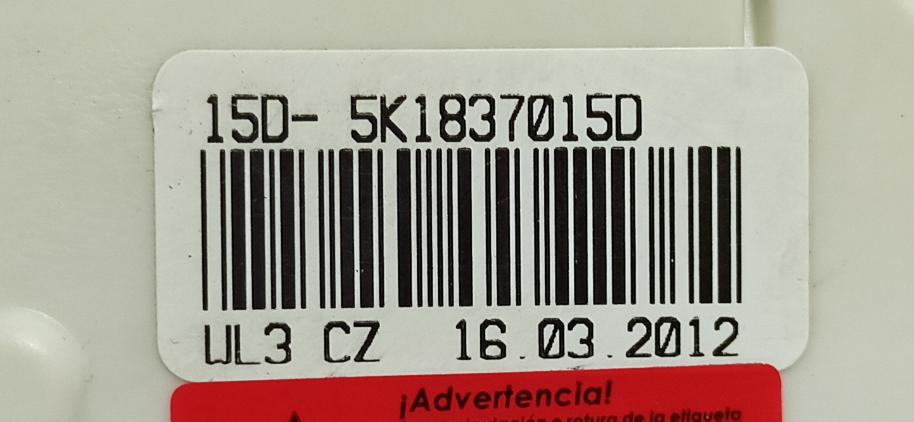 15D- 5K1837015D
WL3 CZ 16.03.2012
¡Advertencia!
o rotura de la etiqueta